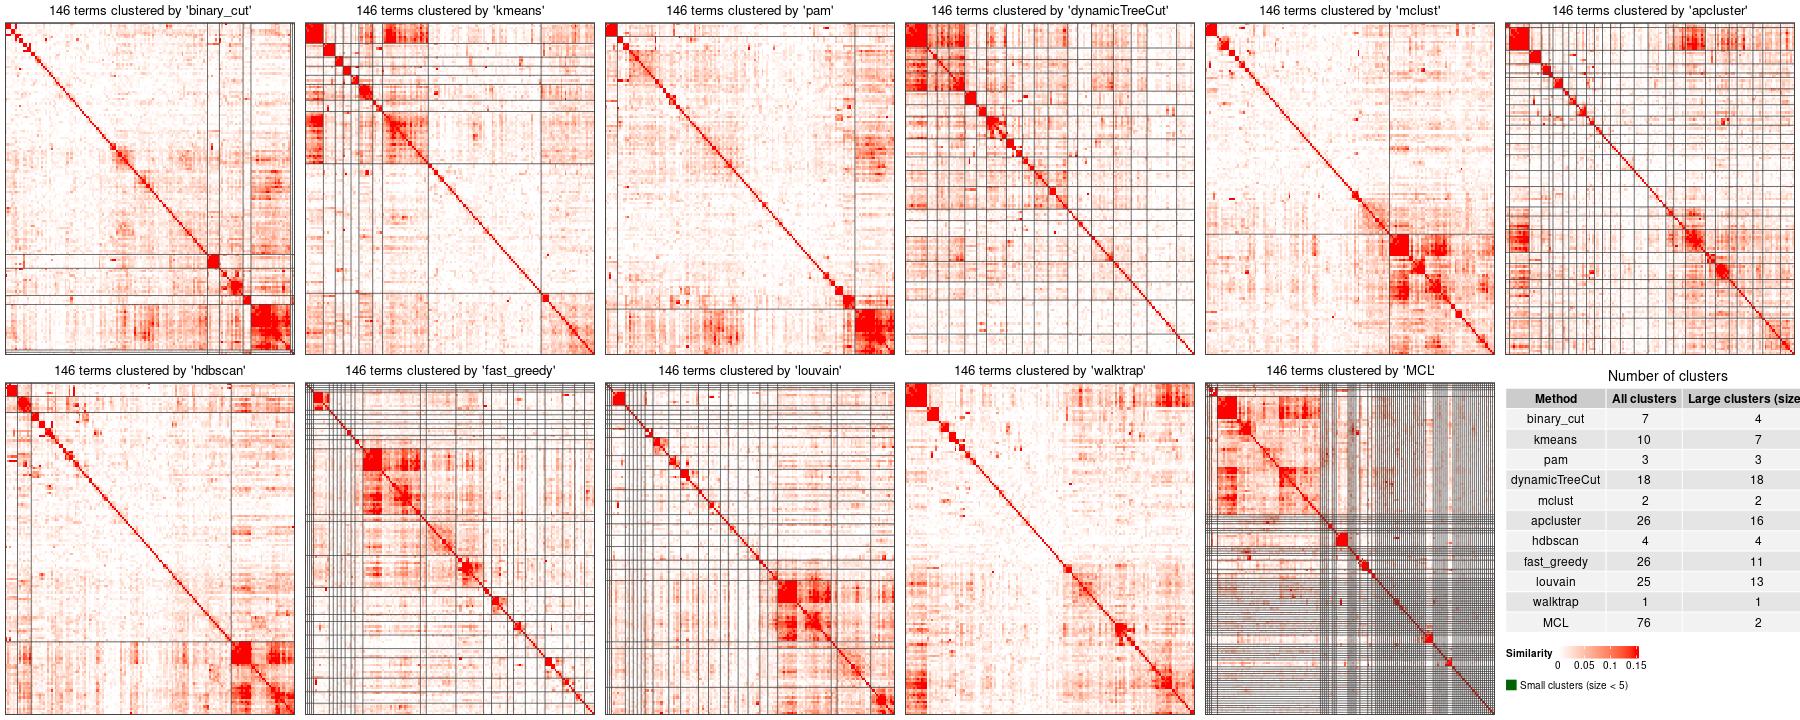 146 terms clustered by 'binary_cut'
146 terms clustered by 'kmeans'
146 terms clustered by 'pam'
146 terms clustered by 'dynamicTreeCut'
146 terms clustered by 'mclust'
146 terms clustered by 'apcluster'
146 terms clustered by 'hdbscan'
146 terms clustered by 'fast_greedy'
146 terms clustered by 'louvain'
146 terms clustered by 'walktrap'
146 terms clustered by 'MCL'
Number of clusters
Method All clusters Large clusters (size
binary_cut 7 4
kmeans 10 7
pam 3 3
dynamicTreeCut 18 18
mclust 2 2
apcluster 26 16
hdbscan 4 4
fast_greedy 26 11
louvain 25 13
walktrap 1 1
MCL 76 2
Similarity
0 0.05 0.1 0.15
Small clusters (size < 5)